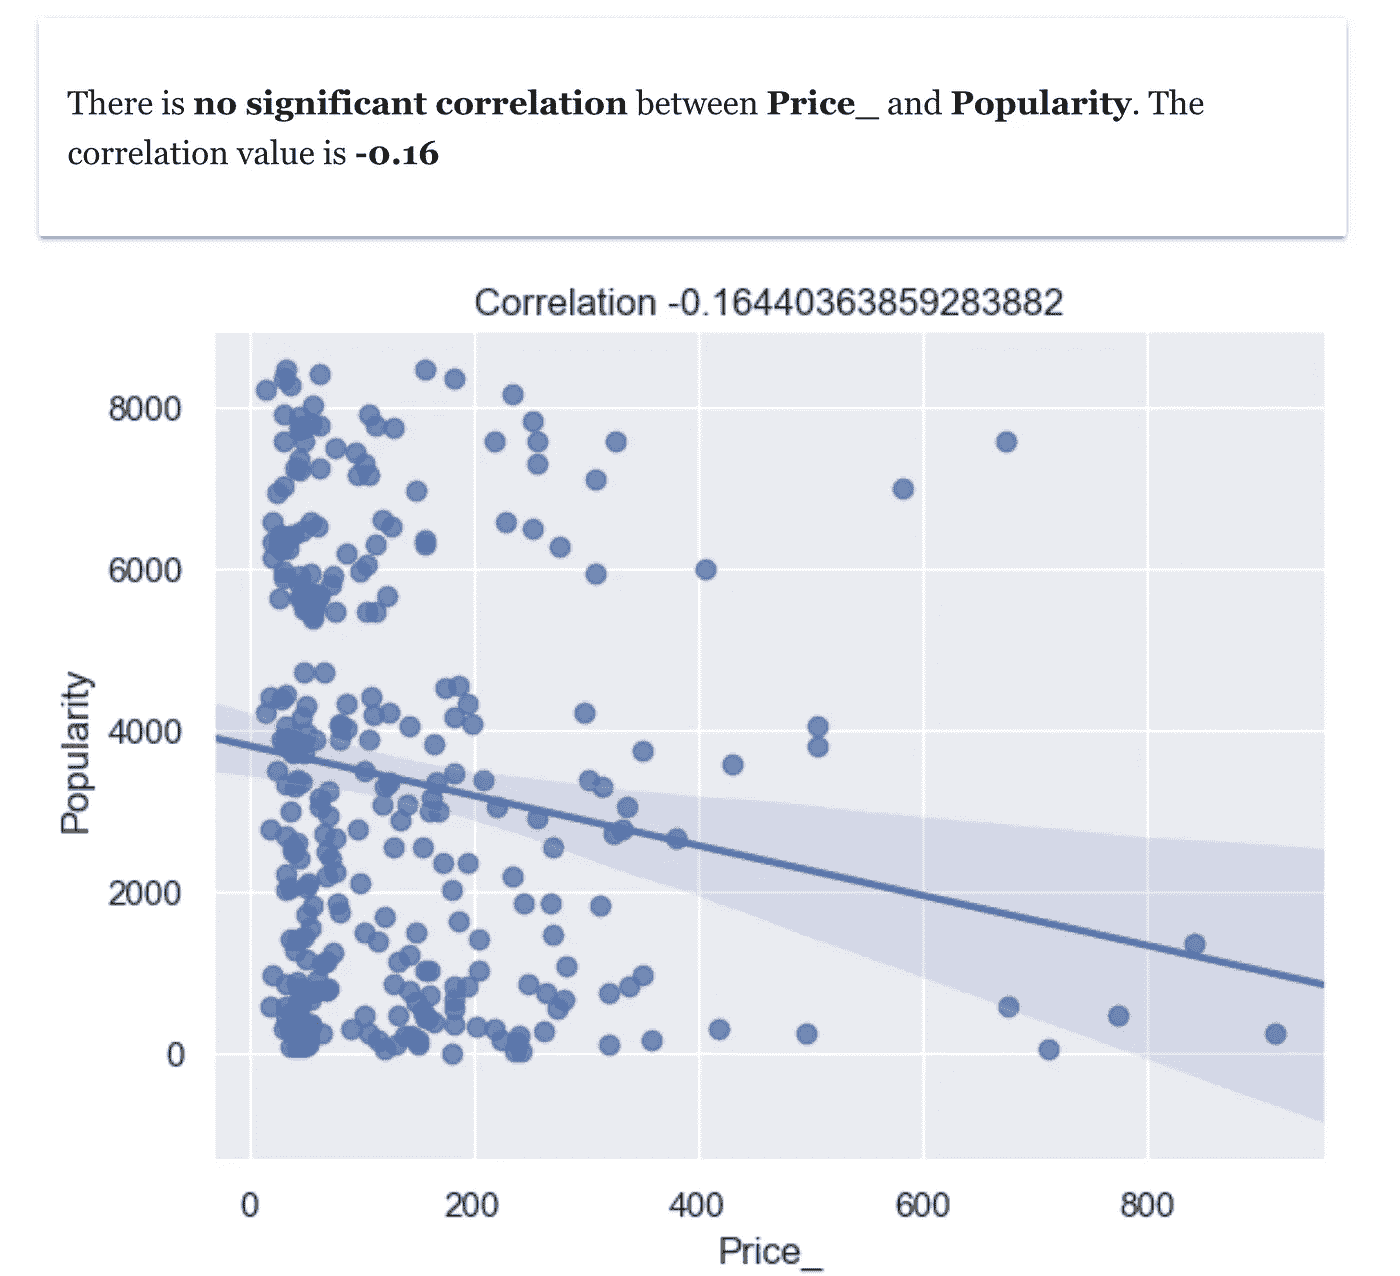 There is no significant correlation between Price_ and Popularity. The
correlation value is -0.16
Correlation -0.16440363859283882
8000
6000
4000
2000
0
Popularity
0 200 400 600 800
Price_